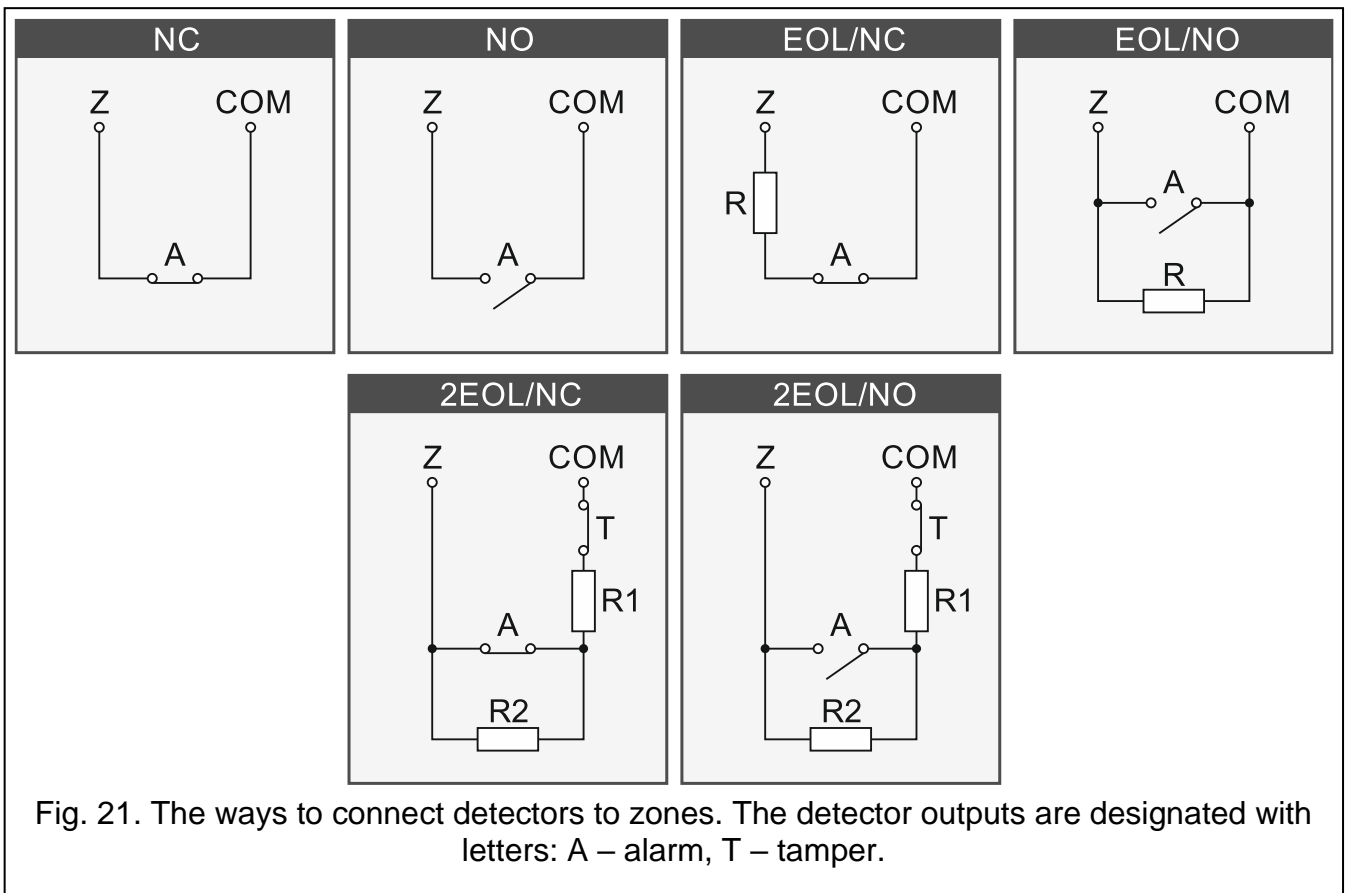 NC
Z COM
A
NO
Z COM
A
EOL/NC
Z COM
R
A
EOL/NO
Z COM
A
R
2EOL/NC
Z COM
T
R1
A
R2
2EOL/NO
Z COM
T
R1
A
R2
Fig. 21. The ways to connect detectors to zones. The detector outputs are designated with
letters: A – alarm, T – tamper.